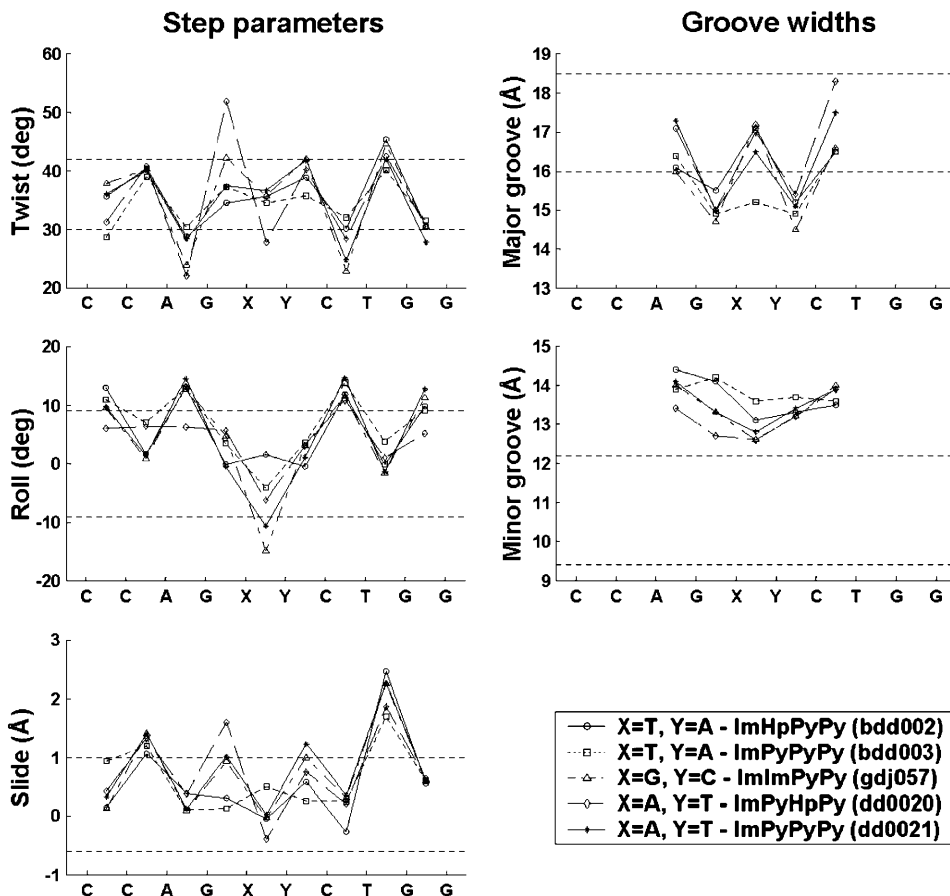 Step parameters
Groove widths
Twist (deg)
60
50
40
30
20
C C A G X Y C T G G
Major groove (Å)
19
18
17
16
15
14
13
C C A G X Y C T G G
Roll (deg)
20
10
0
-10
-20
C C A G X Y C T G G
Minor groove (Å)
15
14
13
12
11
10
9
C C A G X Y C T G G
Slide (Å)
3
2
1
0
-1
C C A G X Y C T G G
X=T, Y=A - ImHpPyPy (bdd002)
X=T, Y=A - ImPyPyPy (bdd003)
X=G, Y=C - ImImPyPy (gdj057)
X=A, Y=T - ImPyHpPy (dd0020)
X=A, Y=T - ImPyPyPy (dd0021)